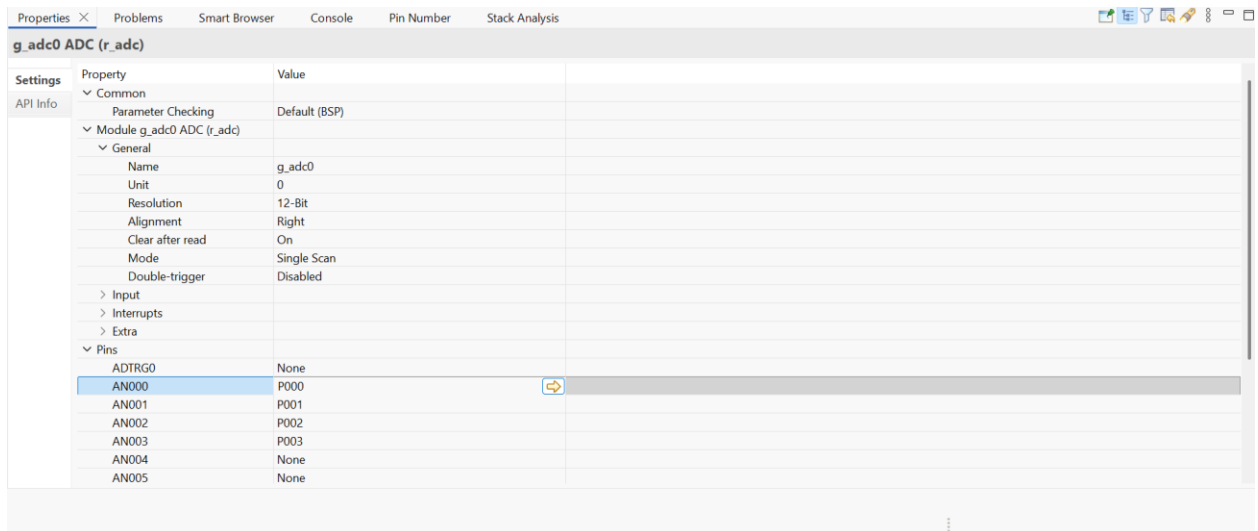 Properties Problems Smart Browser Console Pin Number Stack Analysis
g_adc0 ADC (r_adc)
Settings
API Info
Property Value
Common
Parameter Checking Default (BSP)
Module g_adc0 ADC (r_adc)
General
Name g_adc0
Unit 0
Resolution 12-Bit
Alignment Right
Clear after read On
Mode Single Scan
Double-trigger Disabled
Input
Interrupts
Extra
Pins
ADTRG0 None
AN000 P000
AN001 P001
AN002 P002
AN003 P003
AN004 None
AN005 None